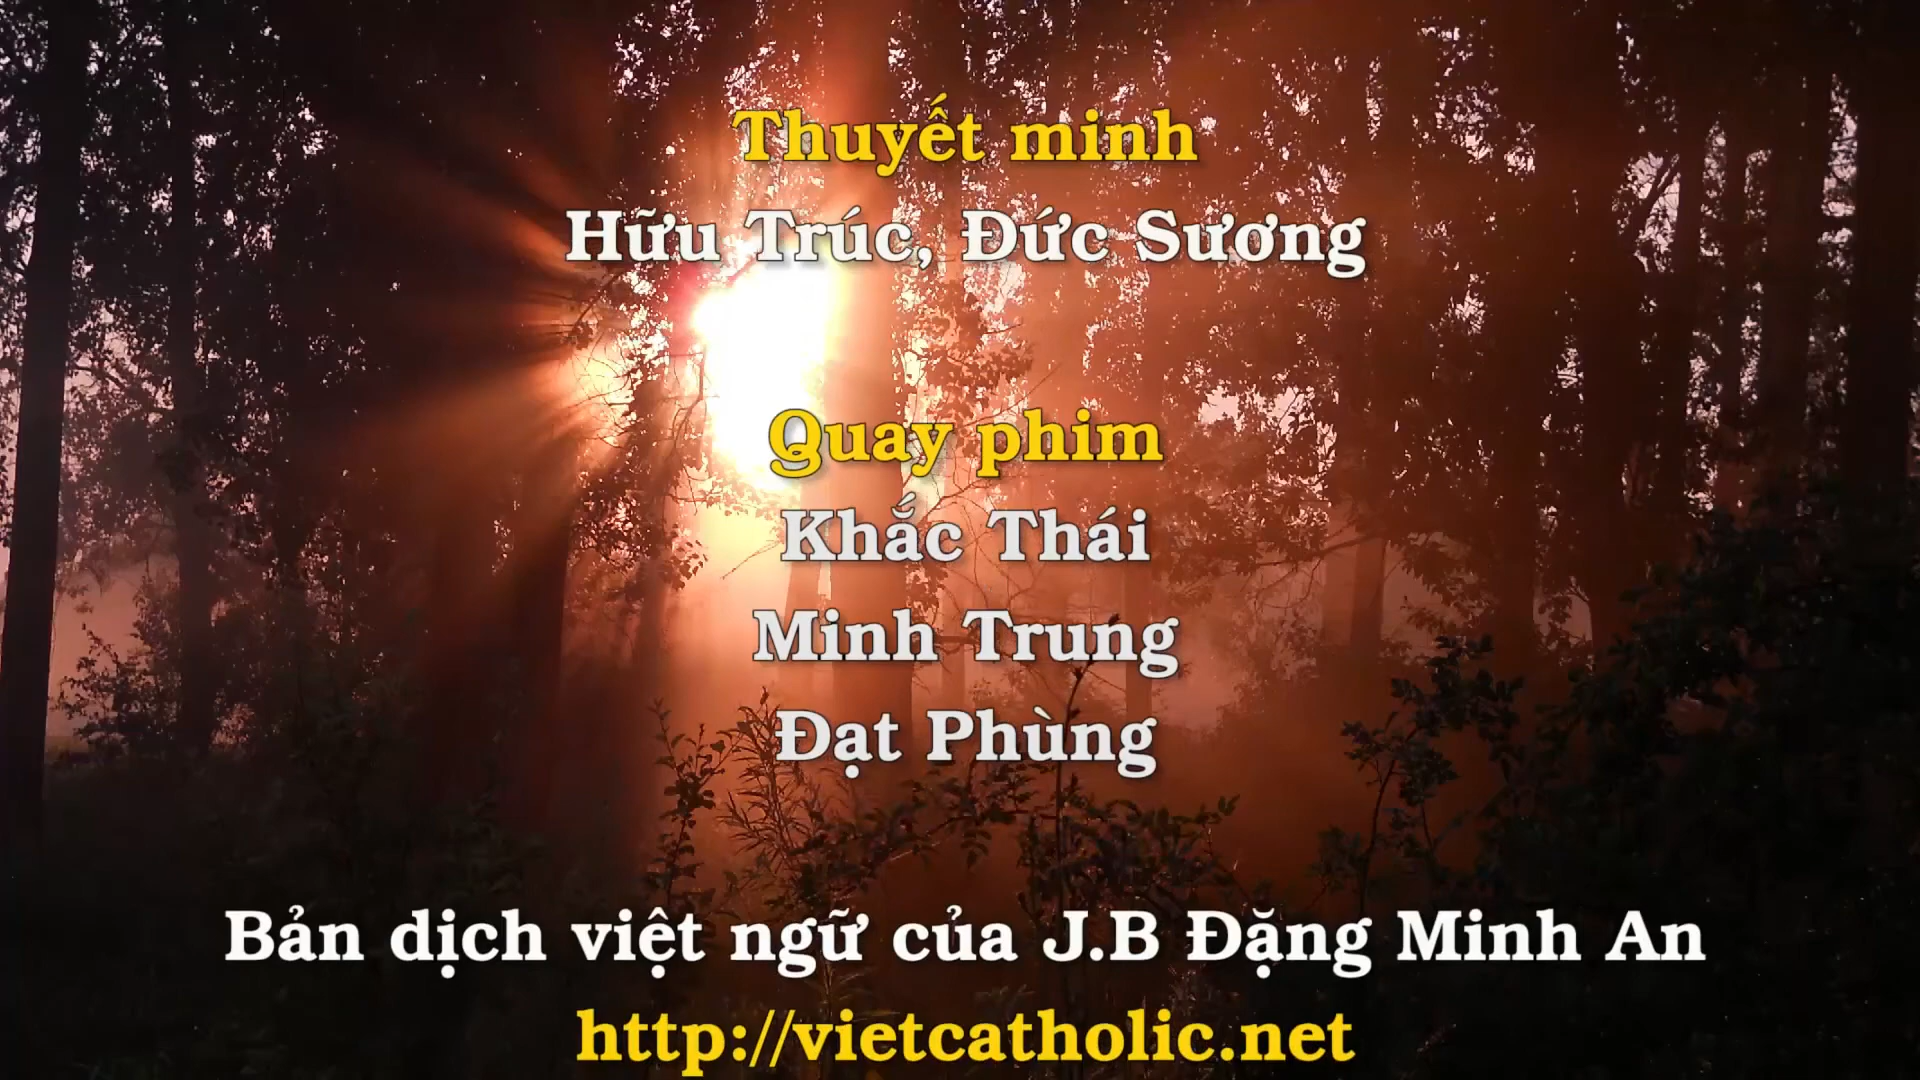 Thuyết minh
Hữu Trúc, Đức Sương
Quay phim
Khắc Thái
Minh Trung
Đạt Phùng
Bản dịch việt ngữ của J.B Đặng Minh An
http://vietcatholic.net